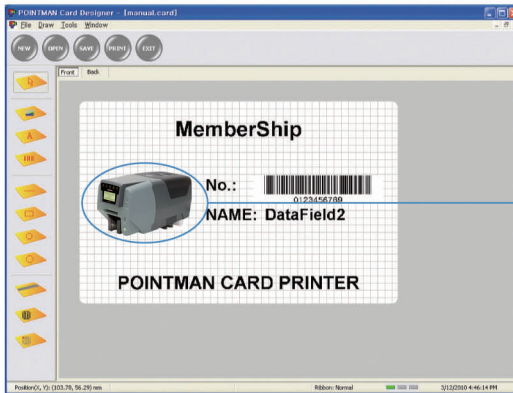 POINTMAN Card Designer - [manual.card]
File Draw Tools Window
NEW OPEN SAVE PRINT EXIT
Front Back
A
MemberShip
No.:
0123456789
NAME: DataField2
POINTMAN CARD PRINTER
Position(X, Y): (103.78, 56.29) mm Ribbon: Normal 3/12/2010 4:46:14 PM